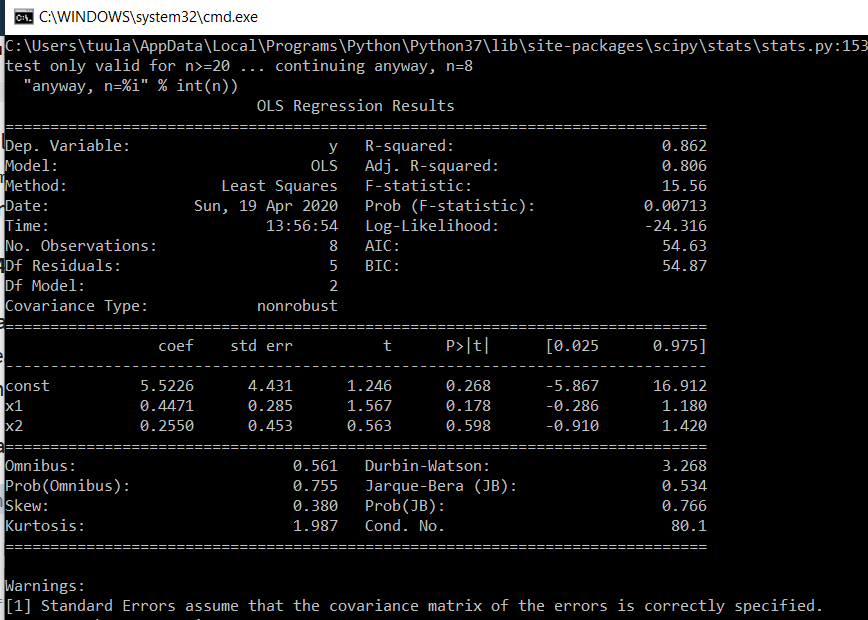 C:\WINDOWS\system32\cmd.exe
C:\Users\tuula\AppData\Local\Programs\Python\Python37\lib\site-packages\scipy\stats\stats.py:153
test only valid for n>=20 ... continuing anyway, n=8
"anyway, n=%i" % int(n))
OLS Regression Results
==============================================================================
Dep. Variable: y R-squared: 0.862
Model: OLS Adj. R-squared: 0.806
Method: Least Squares F-statistic: 15.56
Date: Sun, 19 Apr 2020 Prob (F-statistic): 0.00713
Time: 13:56:54 Log-Likelihood: -24.316
No. Observations: 8 AIC: 54.63
Df Residuals: 5 BIC: 54.87
Df Model: 2
Covariance Type: nonrobust
==============================================================================
coef std err t P>|t| [0.025 0.975]
------------------------------------------------------------------------------
const 5.5226 4.431 1.246 0.268 -5.867 16.912
x1 0.4471 0.285 1.567 0.178 -0.286 1.180
x2 0.2550 0.453 0.563 0.598 -0.910 1.420
==============================================================================
Omnibus: 0.561 Durbin-Watson: 3.268
Prob(Omnibus): 0.755 Jarque-Bera (JB): 0.534
Skew: 0.380 Prob(JB): 0.766
Kurtosis: 1.987 Cond. No. 80.1
==============================================================================
Warnings:
[1] Standard Errors assume that the covariance matrix of the errors is correctly specified.